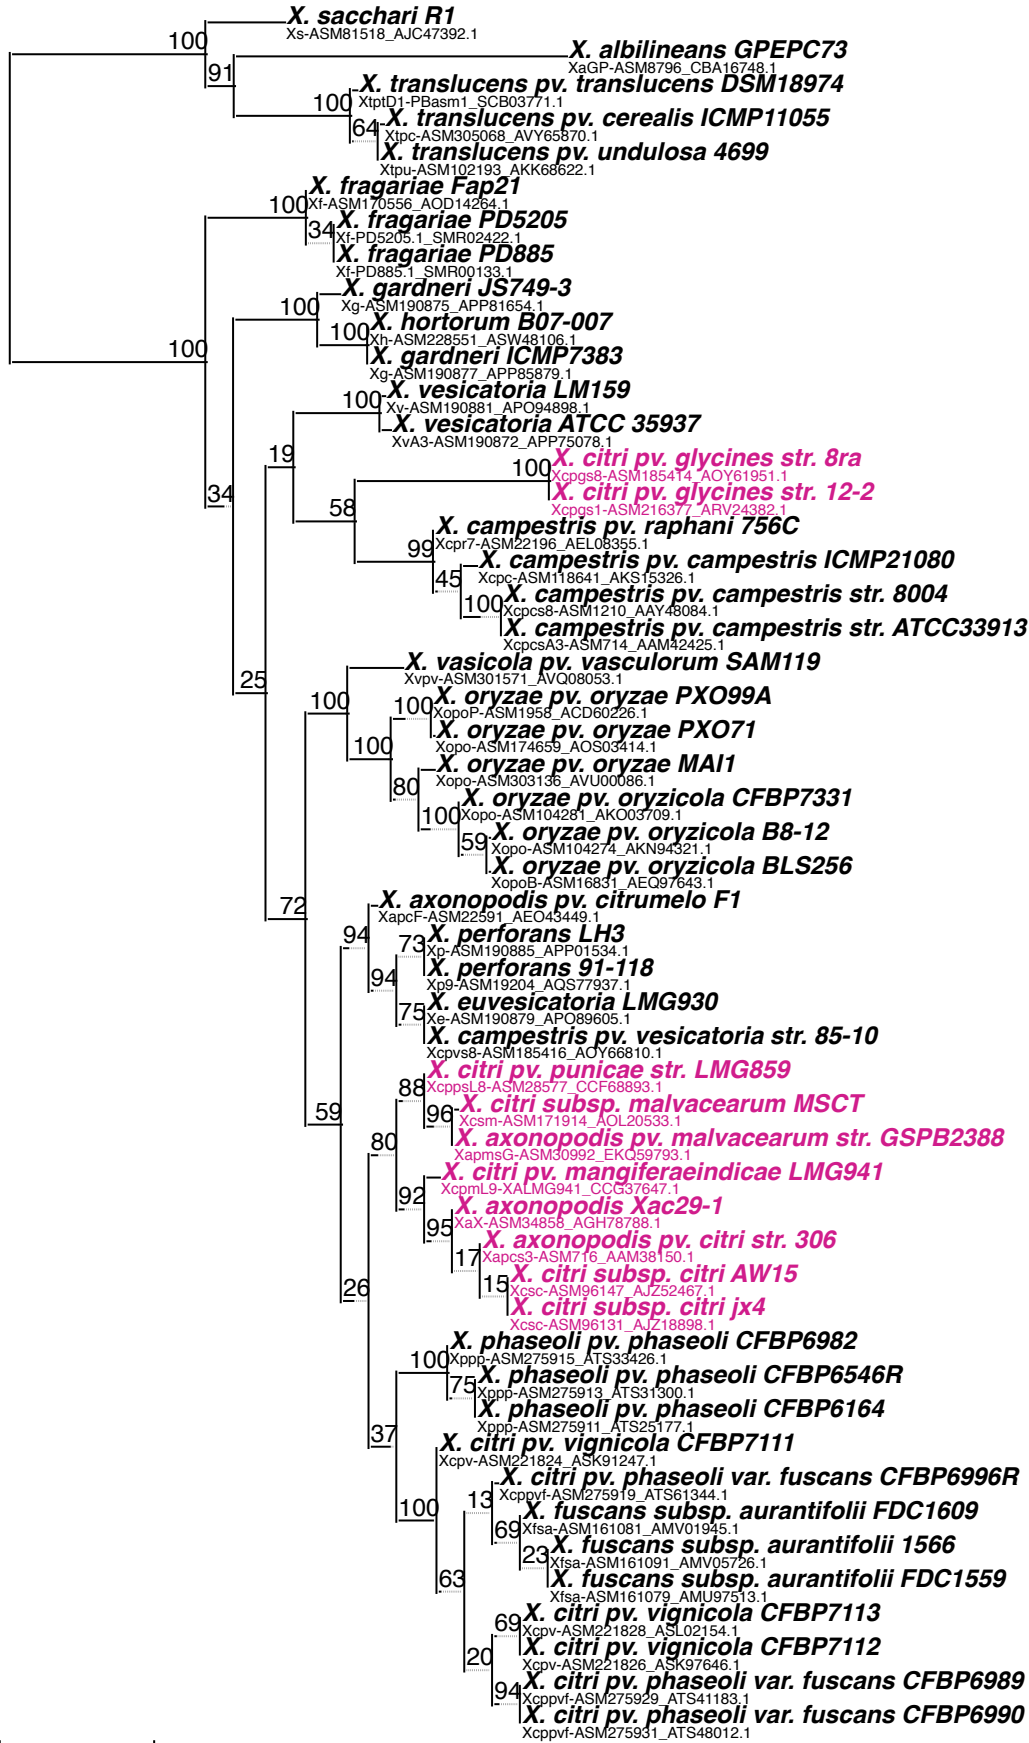 X. sacchari R1
100
Xs-ASM81518_AJC47392.1
X. albilineans GPEPC73
XaGP-ASM8796_CBA16748.1
91
X. translucens pv. translucens DSM18974
100
XtptD1-PBasm1_SCB03771.1
X. translucens pv. cerealis ICMP11055
64
Xtpc-ASM305068_AVY65870.1
X. translucens pv. undulosa 4699
Xtpu-ASM102193_AKK68622.1
X. fragariae Fap21
100
Xf-ASM170556_AOD14264.1
X. fragariae PD5205
34
Xf-PD5205.1_SMR02422.1
X. fragariae PD885
Xf-PD885.1_SMR00133.1
X. gardneri JS749-3
100
Xg-ASM190875_APP81654.1
X. hortorum B07-007
100
Xh-ASM228551_ASW48106.1
100
X. gardneri ICMP7383
Xg-ASM190877_APP85879.1
X. vesicatoria LM159
100
Xv-ASM190881_APO94898.1
X. vesicatoria ATCC 35937
XvA3-ASM190872_APP75078.1
19
X. citri pv. glycines str. 8ra
100
Xcpgs8-ASM185414_AOY61951.1
34
X. citri pv. glycines str. 12-2
Xcpgs1-ASM216377_ARV24382.1
58
X. campestris pv. raphani 756C
99
Xcpr7-ASM22196_AEL08355.1
X. campestris pv. campestris ICMP21080
45
Xcpc-ASM118641_AKS15326.1
X. campestris pv. campestris str. 8004
100
Xcpcs8-ASM1210_AAY48084.1
X. campestris pv. campestris str. ATCC33913
XcpcsA3-ASM714_AAM42425.1
X. vasicola pv. vasculorum SAM119
25
Xvpv-ASM301571_AVQ08053.1
X. oryzae pv. oryzae PXO99A
100
100
XopoP-ASM1958_ACD60226.1
X. oryzae pv. oryzae PXO71
100
Xopo-ASM174659_AOS03414.1
X. oryzae pv. oryzae MAI1
80
Xopo-ASM303136_AVU00086.1
X. oryzae pv. oryzicola CFBP7331
100
Xopo-ASM104281_AKO03709.1
X. oryzae pv. oryzicola B8-12
59
Xopo-ASM104274_AKN94321.1
X. oryzae pv. oryzicola BLS256
XopoB-ASM16831_AEQ97643.1
72
X. axonopodis pv. citrumelo F1
XapcF-ASM22591_AEO43449.1
94
X. perforans LH3
73
Xp-ASM190885_APP01534.1
X. perforans 91-118
94
Xp9-ASM19204_AQS77937.1
X. euvesicatoria LMG930
75
Xe-ASM190879_APO89605.1
X. campestris pv. vesicatoria str. 85-10
Xcpvs8-ASM185416_AOY66810.1
X. citri pv. punicae str. LMG859
88
XcppsL8-ASM28577_CCF68893.1
X. citri subsp. malvacearum MSCT
59
96
Xcsm-ASM171914_AOL20533.1
X. axonopodis pv. malvacearum str. GSPB2388
80
XapmsG-ASM30992_EKQ59793.1
X. citri pv. mangiferaeindicae LMG941
92
XcpmL9-XALMG941_CCG37647.1
X. axonopodis Xac29-1
95
XaX-ASM34858_AGH78788.1
X. axonopodis pv. citri str. 306
17
Xapcs3-ASM716_AAM38150.1
X. citri subsp. citri AW15
26
15
Xcsc-ASM96147_AJZ52467.1
X. citri subsp. citri jx4
Xcsc-ASM96131_AJZ18898.1
X. phaseoli pv. phaseoli CFBP6982
100
Xppp-ASM275915_ATS33426.1
X. phaseoli pv. phaseoli CFBP6546R
75
Xppp-ASM275913_ATS31300.1
X. phaseoli pv. phaseoli CFBP6164
Xppp-ASM275911_ATS25177.1
37
X. citri pv. vignicola CFBP7111
Xcpv-ASM221824_ASK91247.1
X. citri pv. phaseoli var. fuscans CFBP6996R
13
Xcppvf-ASM275919_ATS61344.1
100
X. fuscans subsp. aurantifolii FDC1609
69
Xfsa-ASM161081_AMV01945.1
X. fuscans subsp. aurantifolii 1566
23
Xfsa-ASM161091_AMV05726.1
63
X. fuscans subsp. aurantifolii FDC1559
Xfsa-ASM161079_AMU97513.1
X. citri pv. vignicola CFBP7113
69
Xcpv-ASM221828_ASL02154.1
X. citri pv. vignicola CFBP7112
20
Xcpv-ASM221826_ASK97646.1
X. citri pv. phaseoli var. fuscans CFBP6989
94
Xcppvf-ASM275929_ATS41183.1
X. citri pv. phaseoli var. fuscans CFBP6990
Xcppvf-ASM275931_ATS48012.1